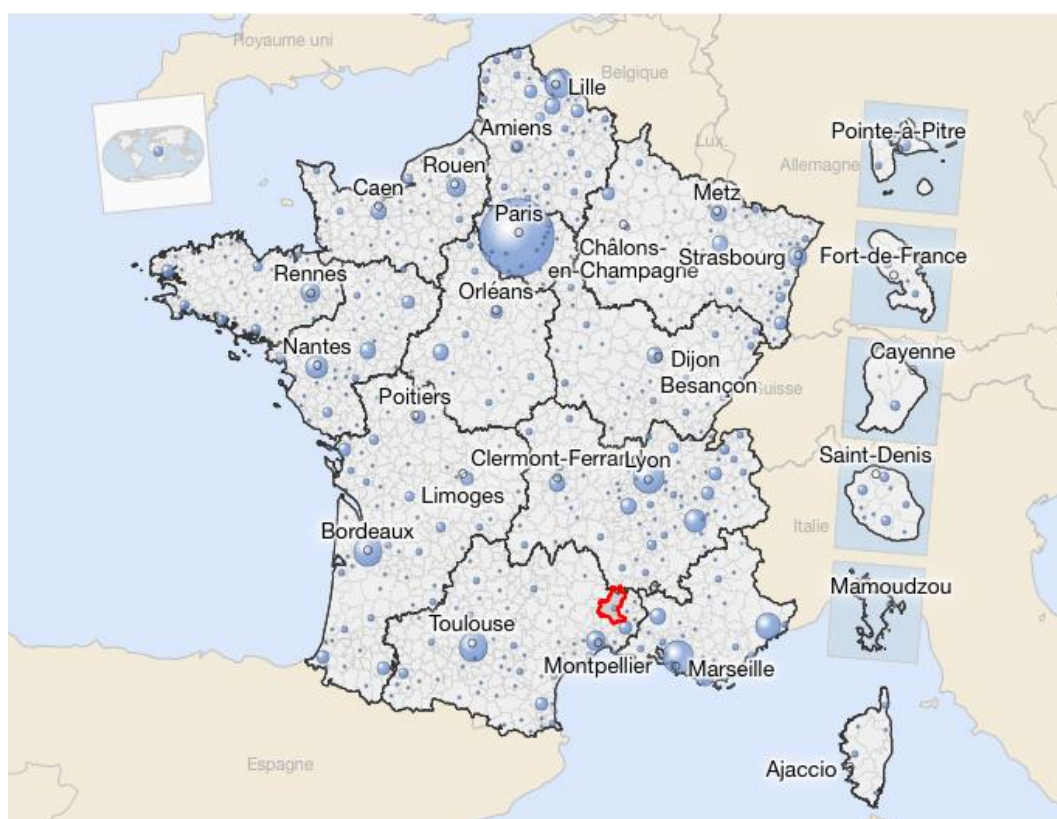 Royaume uni
Belgique
Lille
Amiens
Pointe-à-Pitre
Lux.
Allemagne
Rouen
Caen
Metz
Paris
Châlons-
en-Champagne
Strasbourg
Fort-de-France
Rennes
Orléans
Nantes
Dijon
Besançon
Suisse
Cayenne
Poitiers
Clermont-Ferran
Lyon
Saint-Denis
Limoges
Bordeaux
Italie
Mamoudzou
Toulouse
Montpellier
Marseille
Espagne
Ajaccio